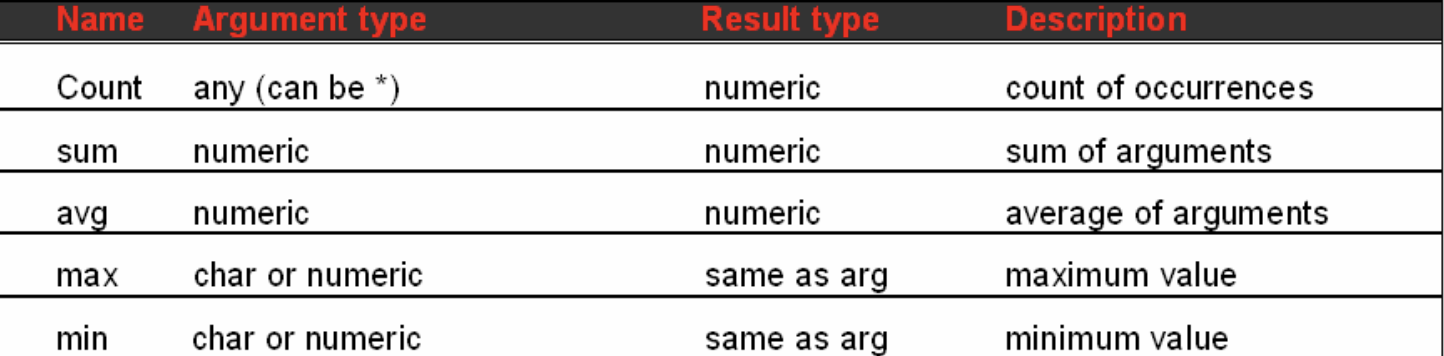 Name Argument type Result type Description
Count any (can be *) numeric count of occurrences
sum numeric numeric sum of arguments
avg numeric numeric average of arguments
max char or numeric same as arg maximum value
min char or numeric same as arg minimum value